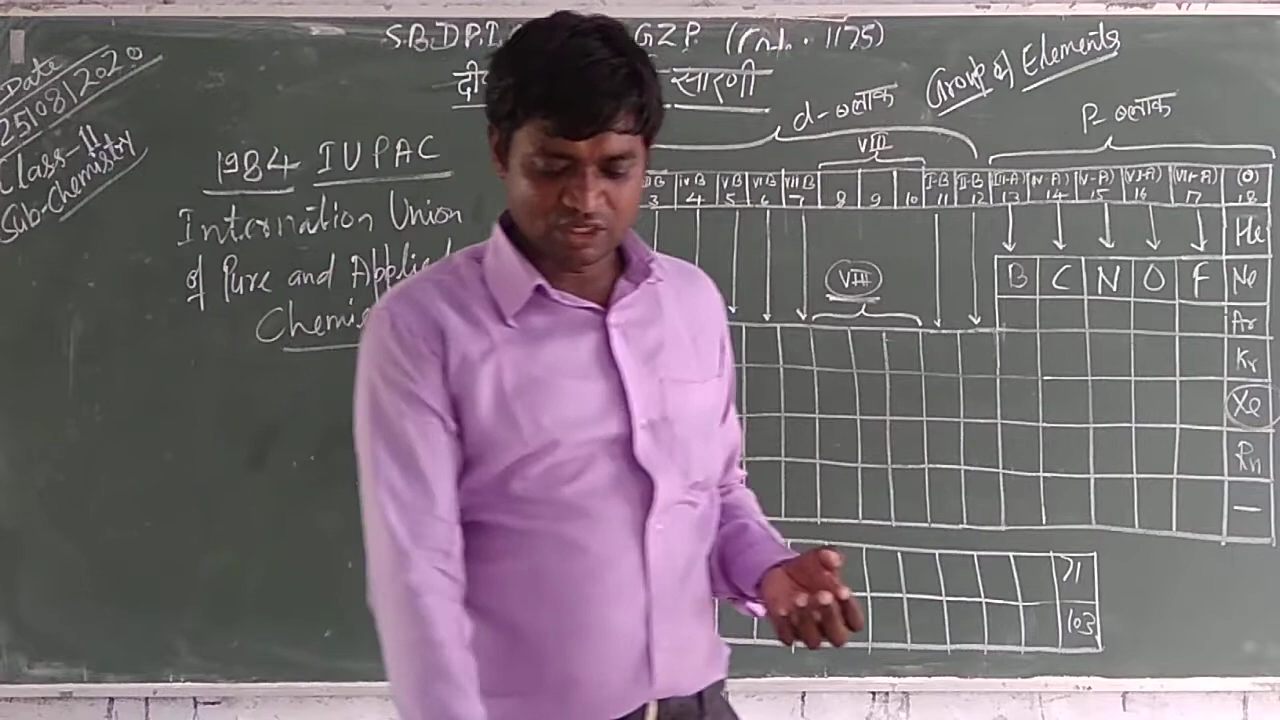 S.B.D.P.I. GZP. 1175)
सारणी
Group of Elements
Date
25/08/2020
Class-11
Sub-Chemistry
1984 IUPAC
Internation Union
of Pure and Applied
Chemis
d-ब्लाक
P-ब्लाक
VIII
IV B V B VI B VII B I-B II-B (III-A) (IV-A) (V-A) (VI-A) (VII-A) (0)
3 4 5 6 7 8 9 10 11 12 13 14 15 16 17 18
He
VIII
B C N O F Ne
Ar
Kr
Xe
Rn
—
71
103